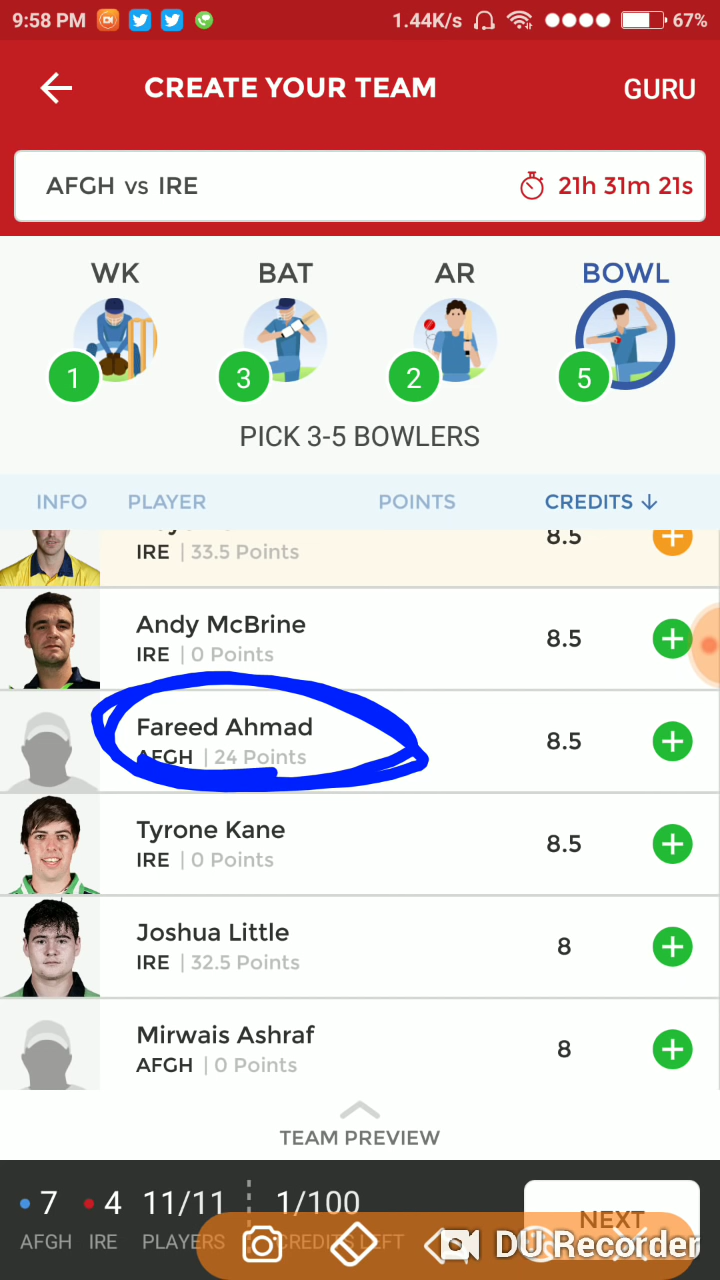 9:58 PM 1.44K/s 67%
CREATE YOUR TEAM GURU
AFGH vs IRE 21h 31m 21s
WK BAT AR BOWL
1 3 2 5
PICK 3-5 BOWLERS
INFO PLAYER POINTS CREDITS ↓
8.5
IRE | 33.5 Points
Andy McBrine
8.5
IRE | 0 Points
Fareed Ahmad
8.5
AFGH | 24 Points
Tyrone Kane
8.5
IRE | 0 Points
Joshua Little
8
IRE | 32.5 Points
Mirwais Ashraf
8
AFGH | 0 Points
TEAM PREVIEW
7 4 11/11 1/100
NEXT
AFGH IRE PLAYERS CREDITS LEFT
DU Recorder